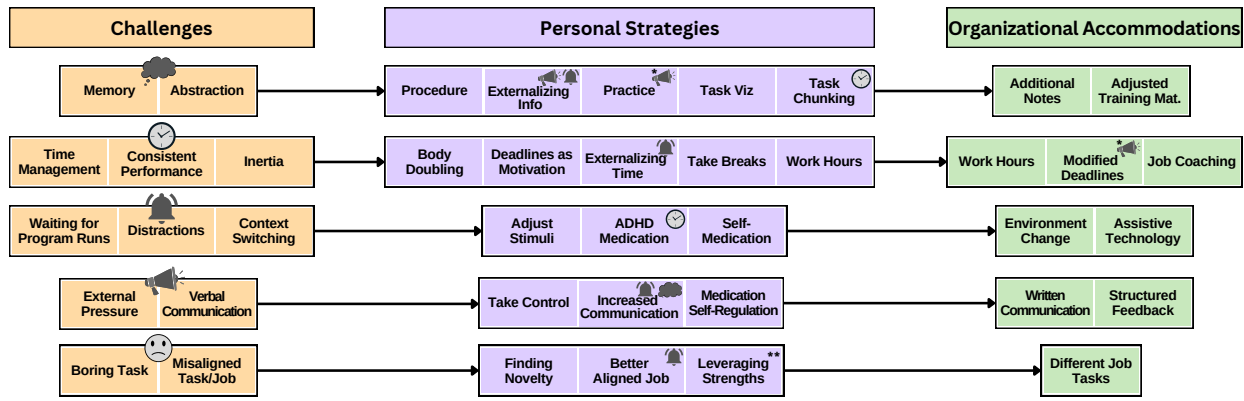 Challenges
Personal Strategies
Organizational Accommodations
Memory
Abstraction
Procedure
Externalizing
Info
*
Practice
Task Viz
Task
Chunking
Additional
Notes
Adjusted
Training Mat.
Time
Management
Consistent
Performance
Inertia
Body
Doubling
Deadlines as
Motivation
Externalizing
Time
Take Breaks
Work Hours
Work Hours
*
Modified
Deadlines
Job Coaching
Waiting for
Program Runs
Distractions
Context
Switching
Adjust
Stimuli
ADHD
Medication
Self-
Medication
Environment
Change
Assistive
Technology
External
Pressure
Verbal
Communication
Take Control
Increased
Communication
Medication
Self-Regulation
Written
Communication
Structured
Feedback
Boring Task
Misaligned
Task/Job
Finding
Novelty
Better
Aligned Job
Leveraging**
Strengths
Different Job
Tasks